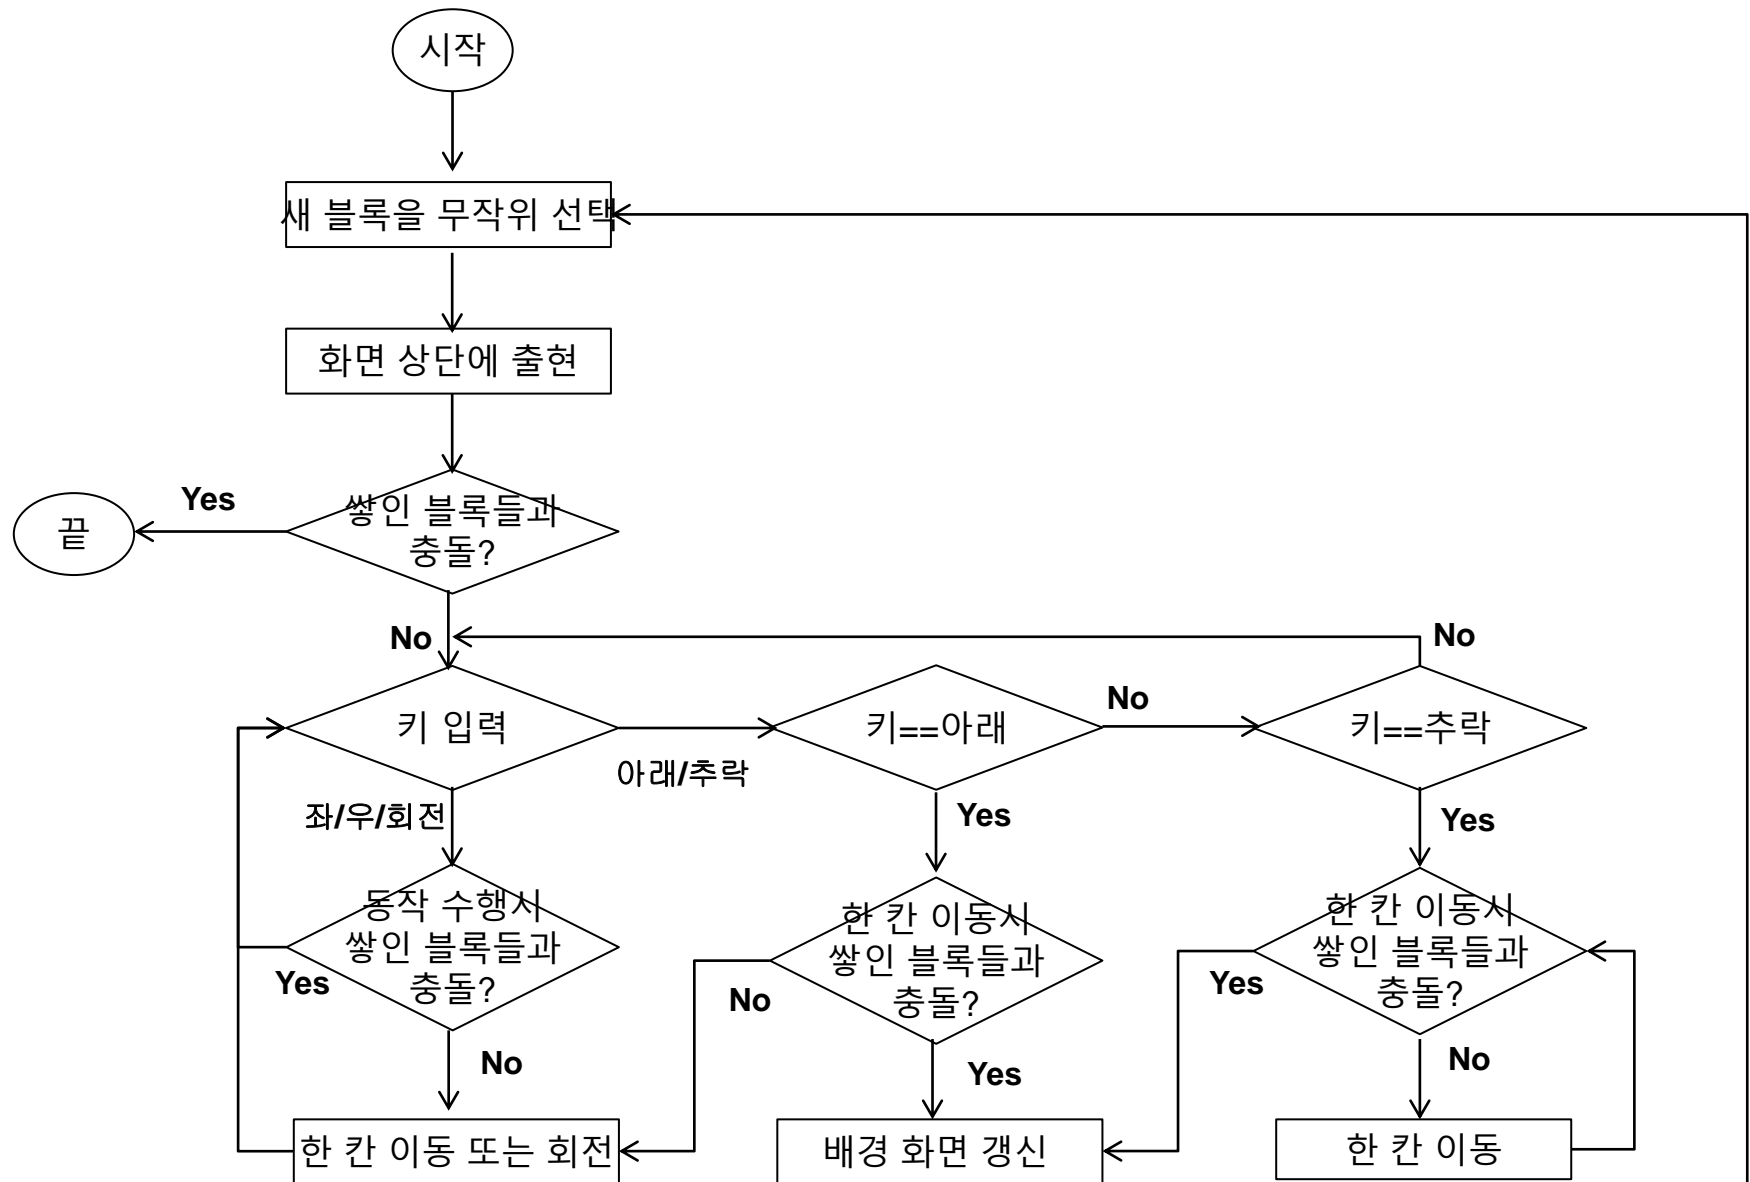 시작
새 블록을 무작위 선택
화면 상단에 출현
Yes
쌓인 블록들과
충돌?
끝
No
No
키 입력
아래/추락
키==아래
No
키==추락
좌/우/회전
Yes
Yes
동작 수행시
쌓인 블록들과
충돌?
Yes
한 칸 이동시
쌓인 블록들과
충돌?
No
한 칸 이동시
쌓인 블록들과
충돌?
Yes
No
Yes
No
한 칸 이동 또는 회전
배경 화면 갱신
한 칸 이동